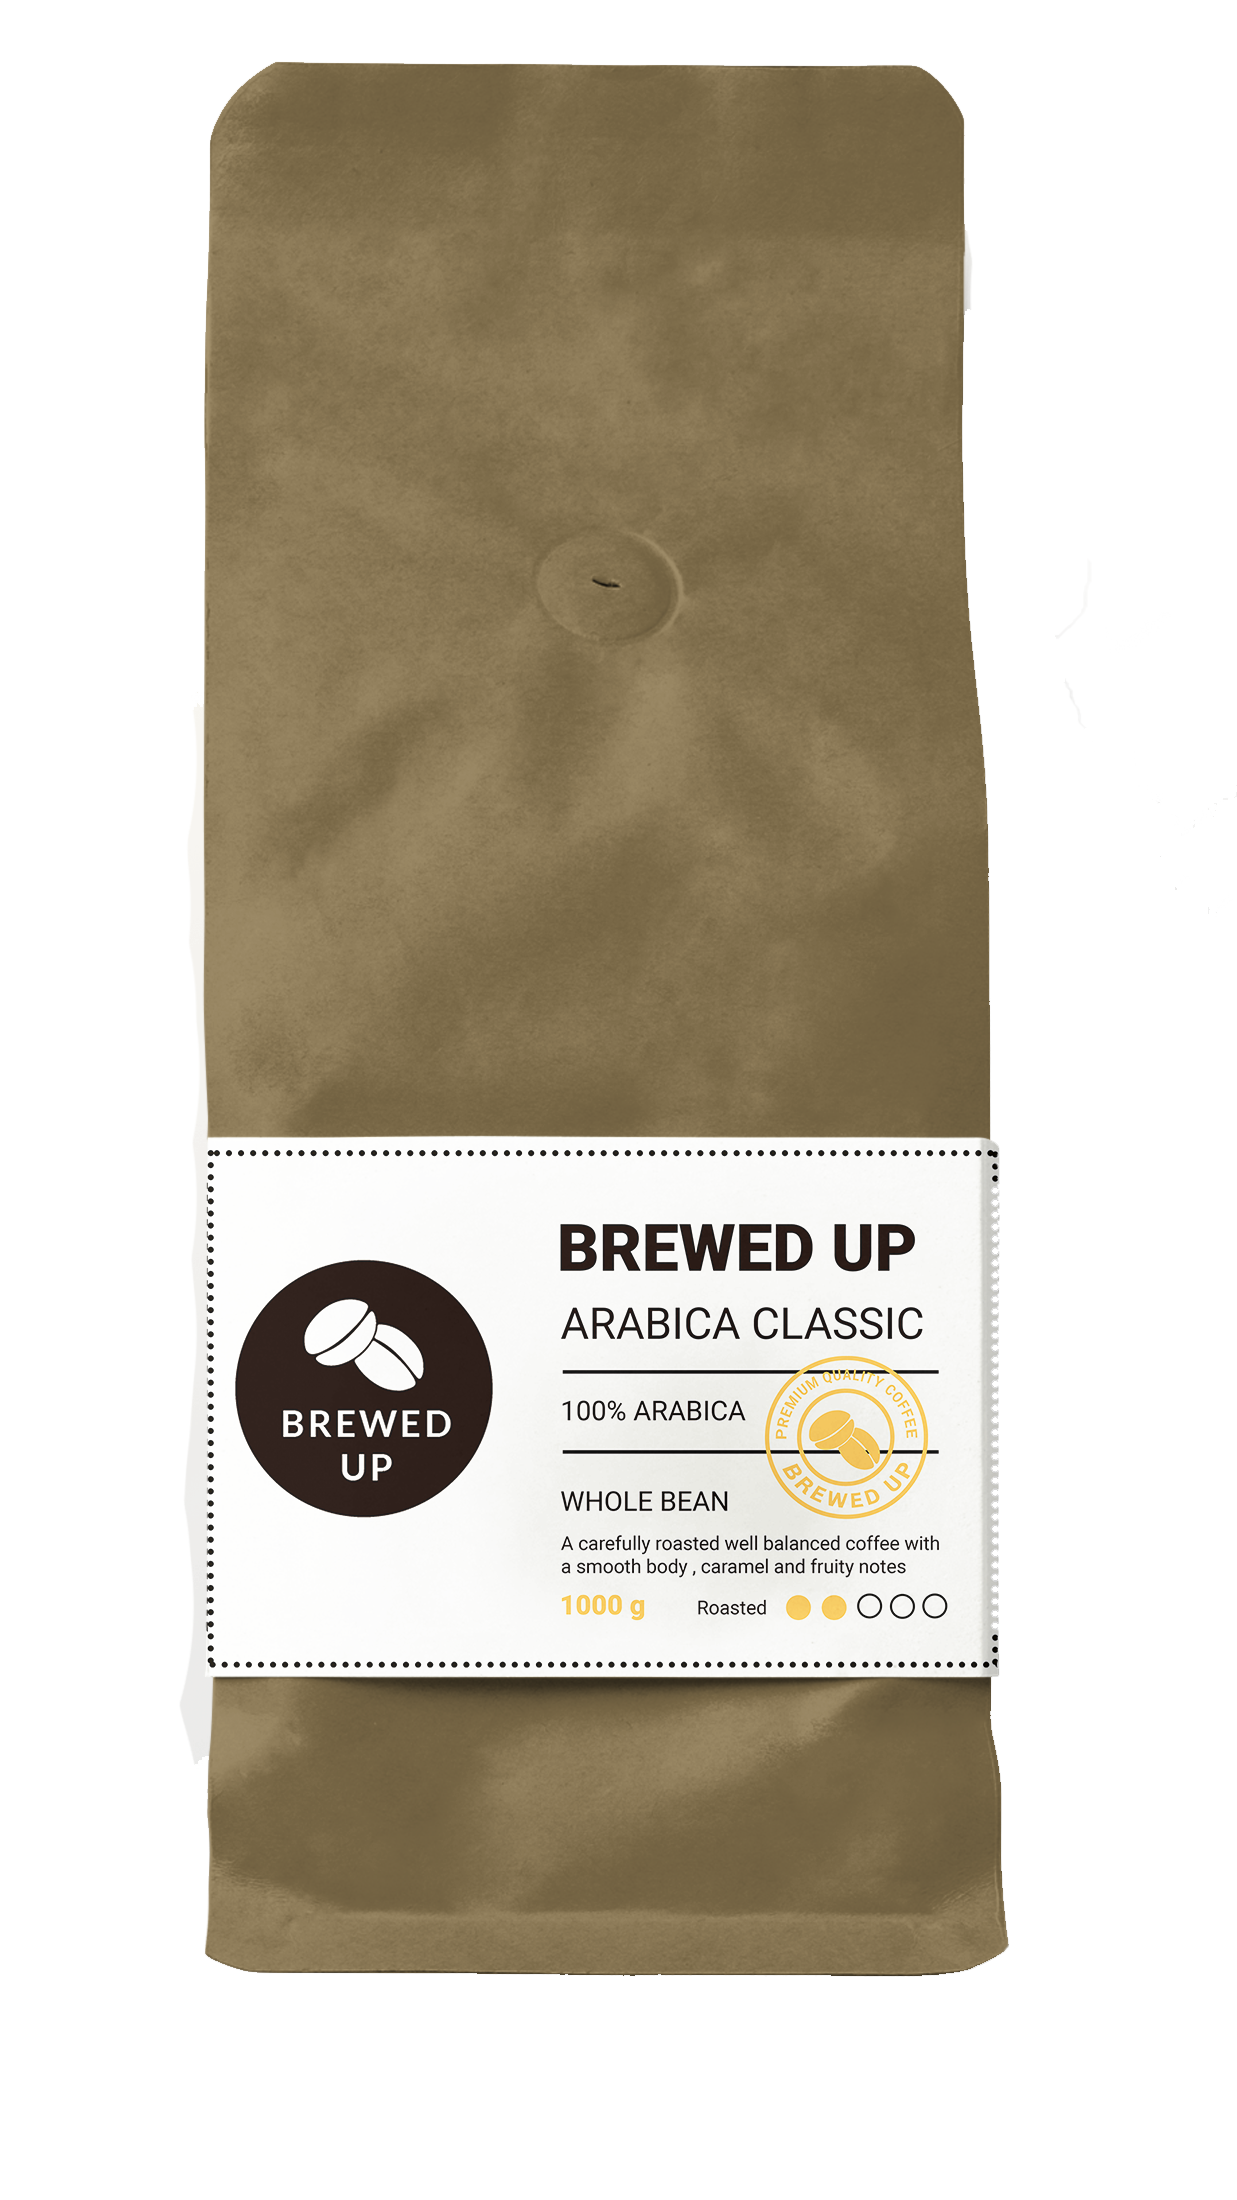 BREWED
UP
BREWED UP
ARABICA CLASSIC
100% ARABICA
PREMIUM QUALITY COFFEE
BREWED UP
WHOLE BEAN
A carefully roasted well balanced coffee with
a smooth body , caramel and fruity notes
1000 g Roasted